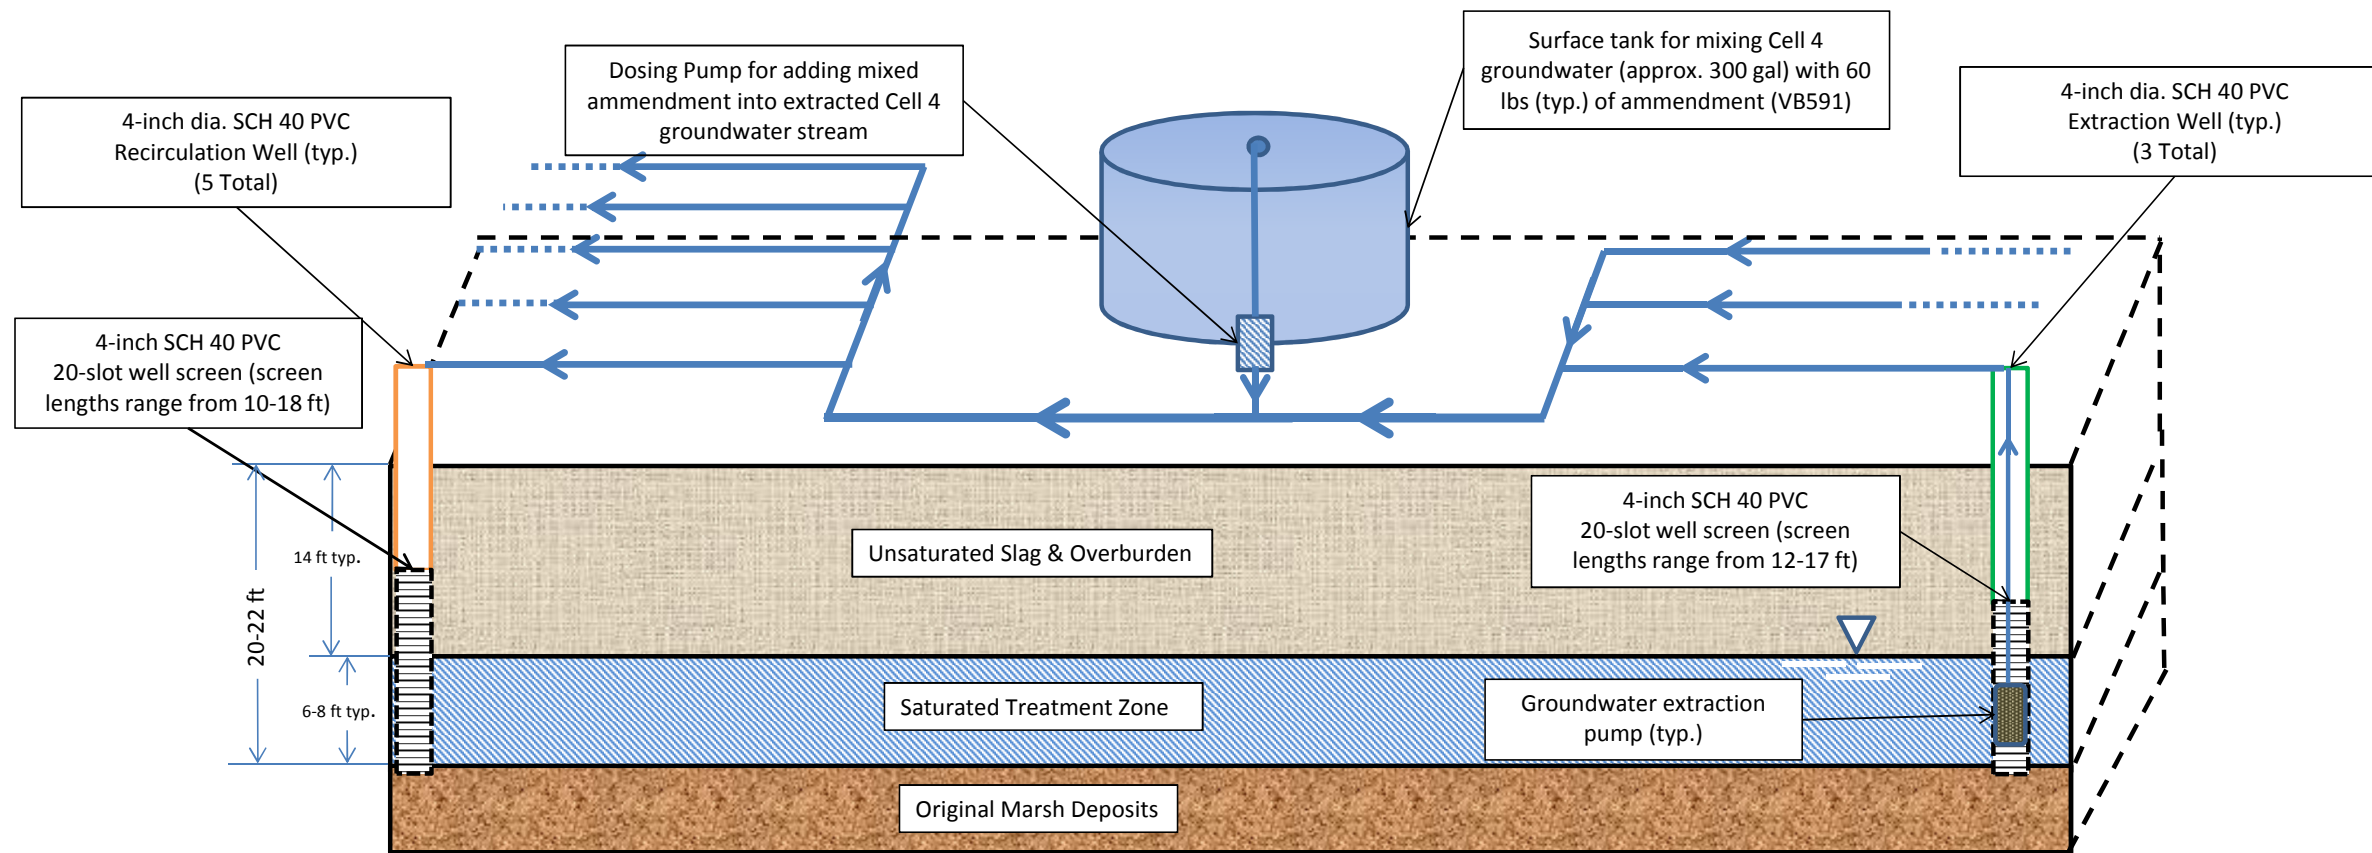 Surface tank for mixing Cell 4
groundwater (approx. 300 gal) with 60
lbs (typ.) of ammendment (VB591)
Dosing Pump for adding mixed
ammendment into extracted Cell 4
groundwater stream
4-inch dia. SCH 40 PVC
Recirculation Well (typ.)
(5 Total)
4-inch dia. SCH 40 PVC
Extraction Well (typ.)
(3 Total)
4-inch SCH 40 PVC
20-slot well screen (screen
lengths range from 10-18 ft)
4-inch SCH 40 PVC
20-slot well screen (screen
lengths range from 12-17 ft)
Unsaturated Slag & Overburden
14 ft typ.
20-22 ft
6-8 ft typ.
Saturated Treatment Zone
Groundwater extraction
pump (typ.)
Original Marsh Deposits